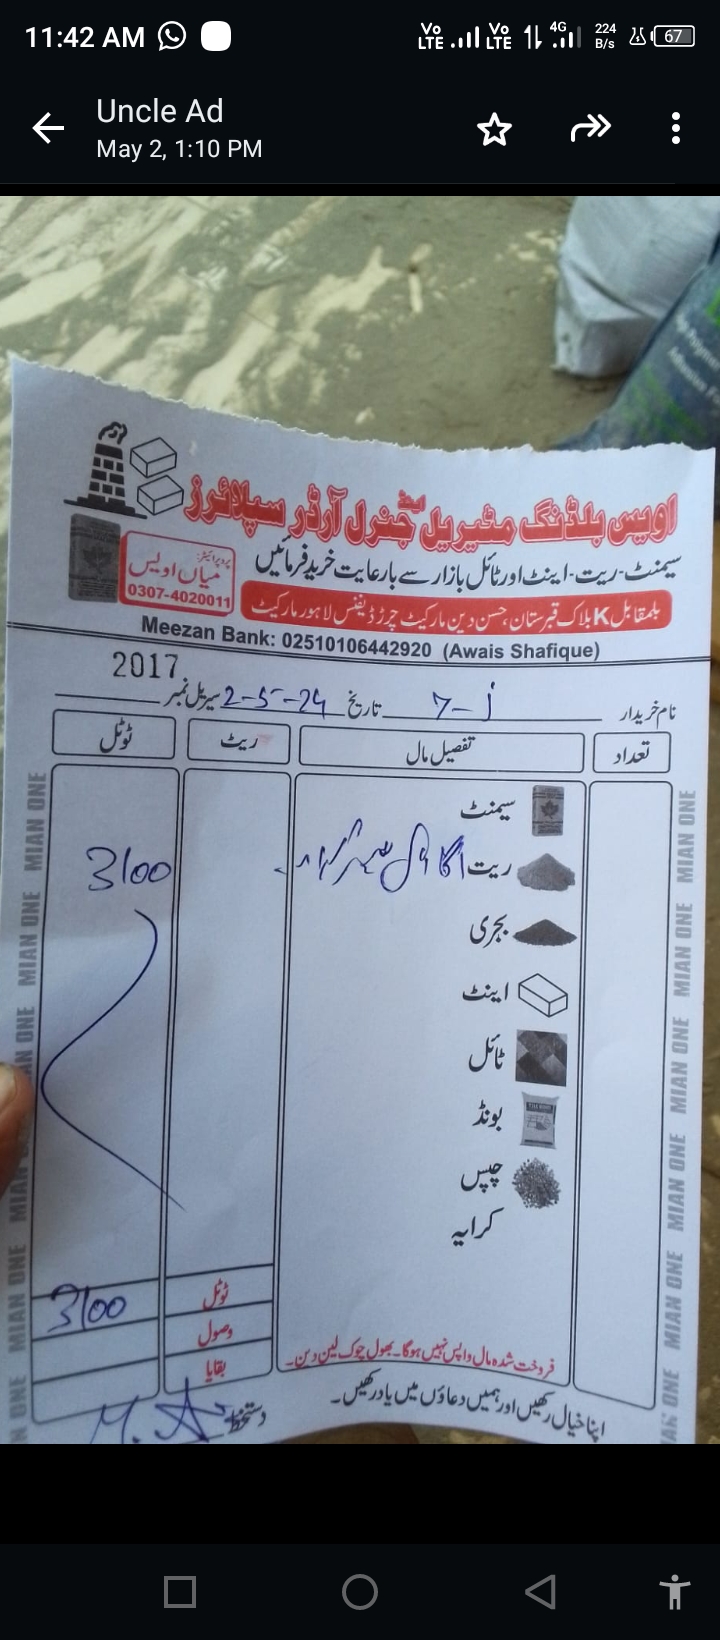 11:42 AM
Vo LTE Vo LTE 4G 224 B/s 67
Uncle Ad
May 2, 1:10 PM
اویس بلڈنگ مٹیریل اینڈ جنرل آرڈر سپلائرز
سیمنٹ-ریت-اینٹ اور ٹائل بازار سے بارعایت خرید فرمائیں
پروپرائیٹر:
میاں اویس
0307-4020011
بلمقابل K بلاک قبرستان، حسن دین مارکیٹ چرڑ ڈیفنس لاہور مارکیٹ
Meezan Bank: 02510106442920 (Awais Shafique)
2017
نام خریدار 7-J تاریخ 2-5-24 سیریل نمبر
تعداد تفصیل مال ریٹ ٹوٹل
سیمنٹ
ریت 3100
بجری
اینٹ
ٹائل
بونڈ
چپس
کرایہ
ٹوٹل 3100
وصول
بقایا
فروخت شدہ مال واپس نہیں ہوگا۔ بھول چوک لین دین۔
اپنا خیال رکھیں اور ہمیں دعاؤں میں یاد رکھیں۔
دستخط
MIAN ONE MIAN ONE MIAN ONE MIAN ONE MIAN ONE
MIAN ONE MIAN ONE MIAN ONE MIAN ONE MIAN ONE